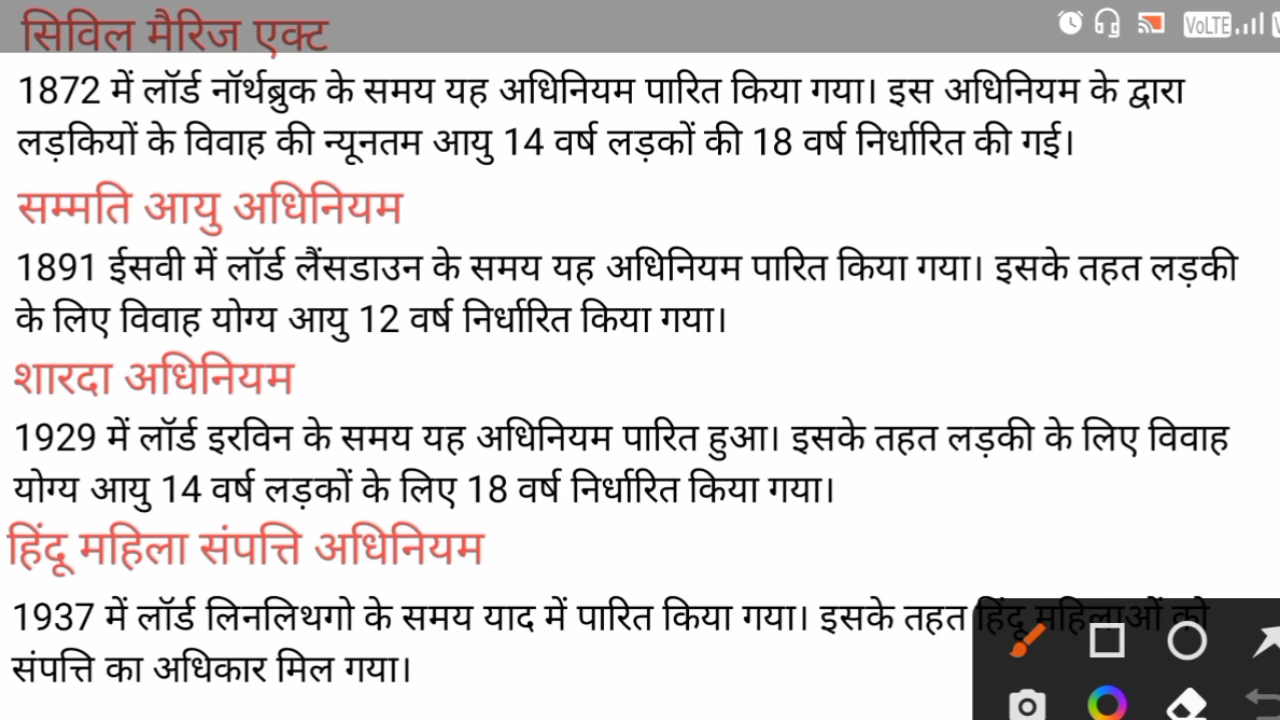 सिविल मैरिज एक्ट
VoLTE
1872 में लॉर्ड नॉर्थब्रुक के समय यह अधिनियम पारित किया गया। इस अधिनियम के द्वारा
लड़कियों के विवाह की न्यूनतम आयु 14 वर्ष लड़कों की 18 वर्ष निर्धारित की गई।
सम्मति आयु अधिनियम
1891 ईसवी में लॉर्ड लैंसडाउन के समय यह अधिनियम पारित किया गया। इसके तहत लड़की
के लिए विवाह योग्य आयु 12 वर्ष निर्धारित किया गया।
शारदा अधिनियम
1929 में लॉर्ड इरविन के समय यह अधिनियम पारित हुआ। इसके तहत लड़की के लिए विवाह
योग्य आयु 14 वर्ष लड़कों के लिए 18 वर्ष निर्धारित किया गया।
हिंदू महिला संपत्ति अधिनियम
1937 में लॉर्ड लिनलिथगो के समय याद में पारित किया गया। इसके तहत हिंदू महिलाओं को
संपत्ति का अधिकार मिल गया।